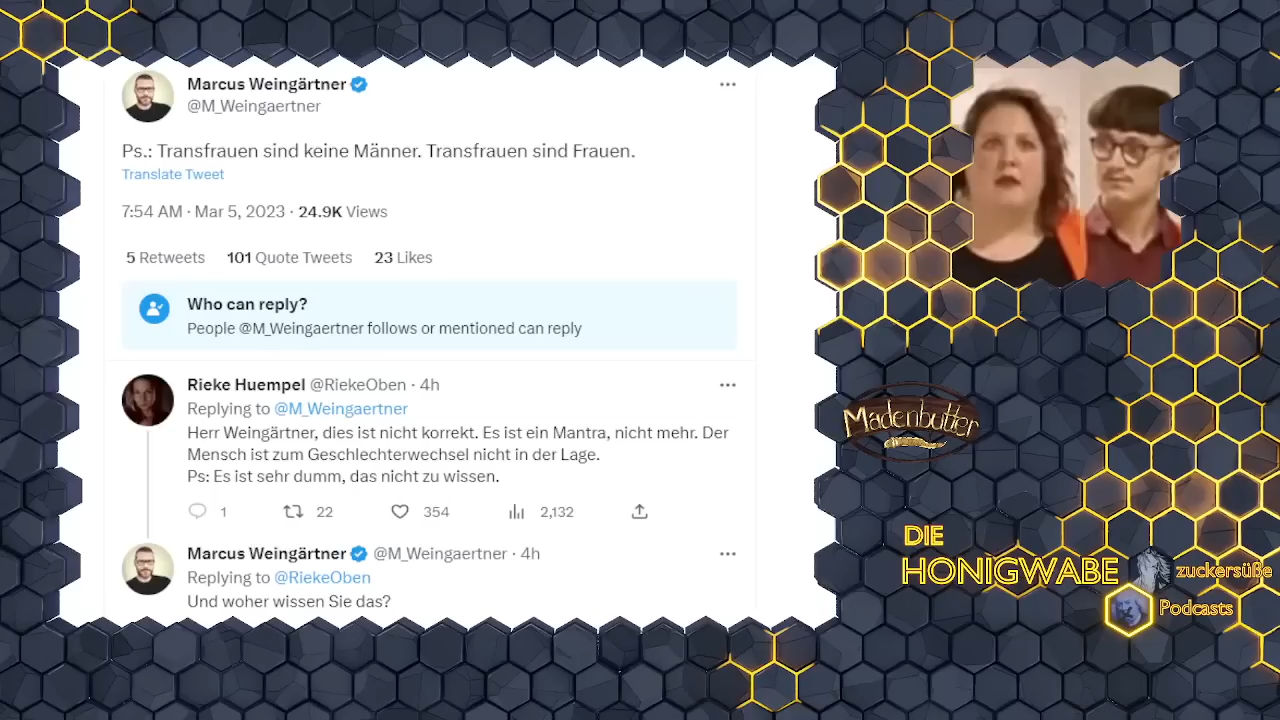 Marcus Weingärtner
@M_Weingaertner
Ps.: Transfrauen sind keine Männer. Transfrauen sind Frauen.
Translate Tweet
7:54 AM · Mar 5, 2023 · 24.9K Views
5 Retweets 101 Quote Tweets 23 Likes
Who can reply?
People @M_Weingaertner follows or mentioned can reply
Rieke Huempel @RiekeOben · 4h
Replying to @M_Weingaertner
Herr Weingärtner, dies ist nicht korrekt. Es ist ein Mantra, nicht mehr. Der
Mensch ist zum Geschlechterwechsel nicht in der Lage.
Ps: Es ist sehr dumm, das nicht zu wissen.
1 22 354 2,132
Marcus Weingärtner @M_Weingaertner · 4h
Replying to @RiekeOben
Und woher wissen Sie das?
Madenbutter
DIE
HONIGWABE
zuckersüße
Podcasts